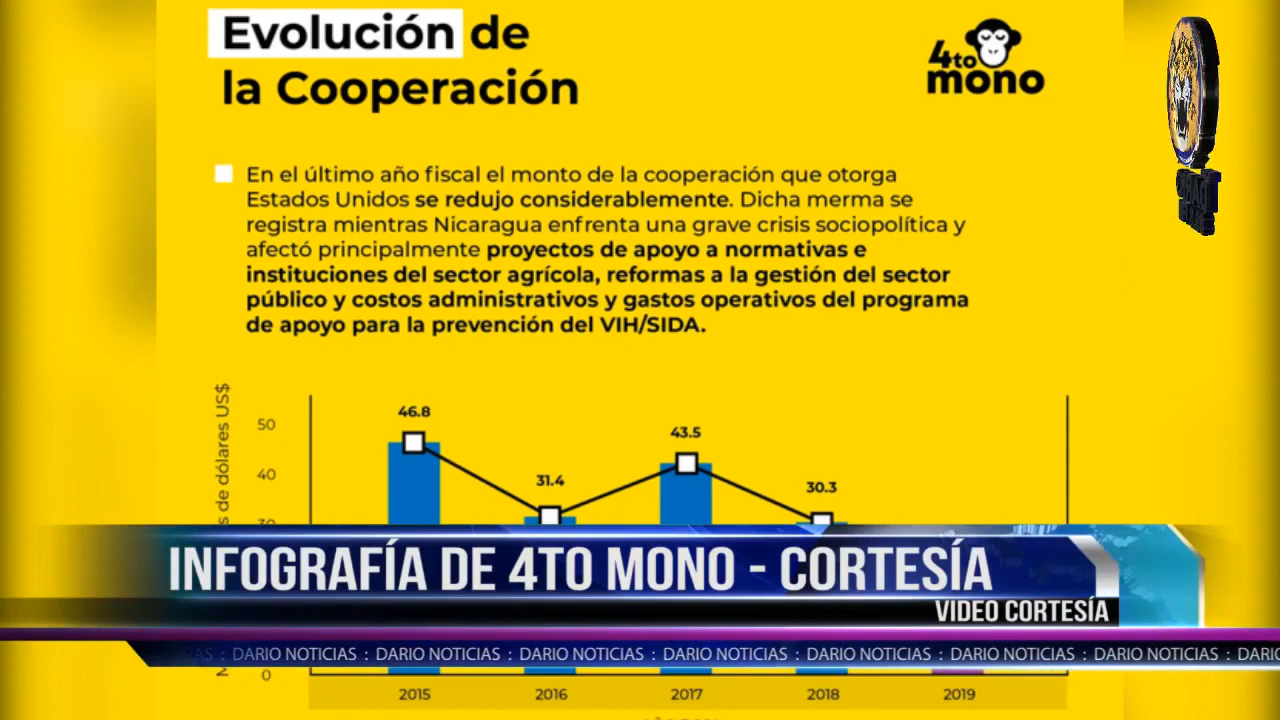 Evolución de
la Cooperación
4to
mono
En el último año fiscal el monto de la cooperación que otorga
Estados Unidos se redujo considerablemente. Dicha merma se
registra mientras Nicaragua enfrenta una grave crisis sociopolítica y
afectó principalmente proyectos de apoyo a normativas e
instituciones del sector agrícola, reformas a la gestión del sector
público y costos administrativos y gastos operativos del programa
de apoyo para la prevención del VIH/SIDA.
de dólares US$
50
40
46.8
31.4
43.5
30.3
INFOGRAFÍA DE 4TO MONO - CORTESÍA
VIDEO CORTESÍA
DARIO NOTICIAS : DARIO NOTICIAS : DARIO NOTICIAS : DARIO NOTICIAS : DARIO NOTICIAS : DARIO NOTICIAS : DARIO NOTICIAS :
0
2015
2016
2017
2018
2019